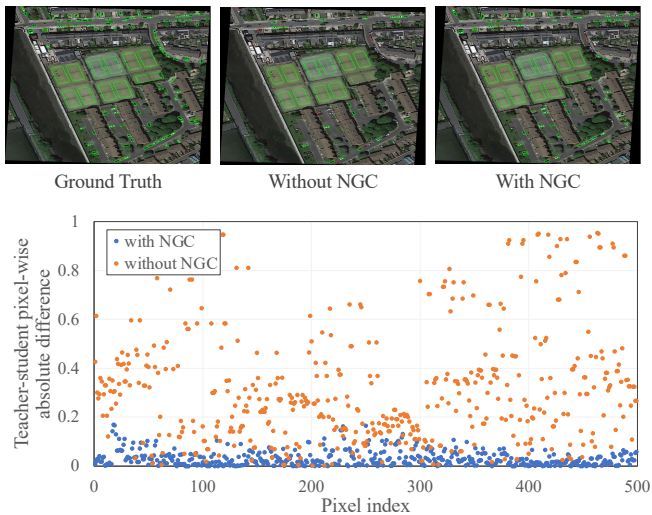 Ground Truth
Without NGC
With NGC
Teacher-student pixel-wise
absolute difference
1
0.8
0.6
0.4
0.2
0
with NGC
without NGC
0
100
200
300
400
500
Pixel index